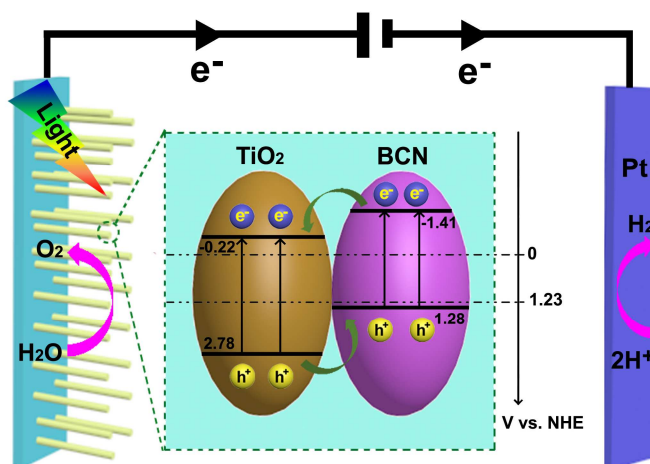 e⁻ e⁻
Light
TiO₂ BCN
Pt
e⁻ e⁻ e⁻ e⁻
-0.22 -1.41
O₂ 0 H₂
1.23
2.78 1.28
h⁺ h⁺
H₂O 2H⁺
h⁺ h⁺
V vs. NHE